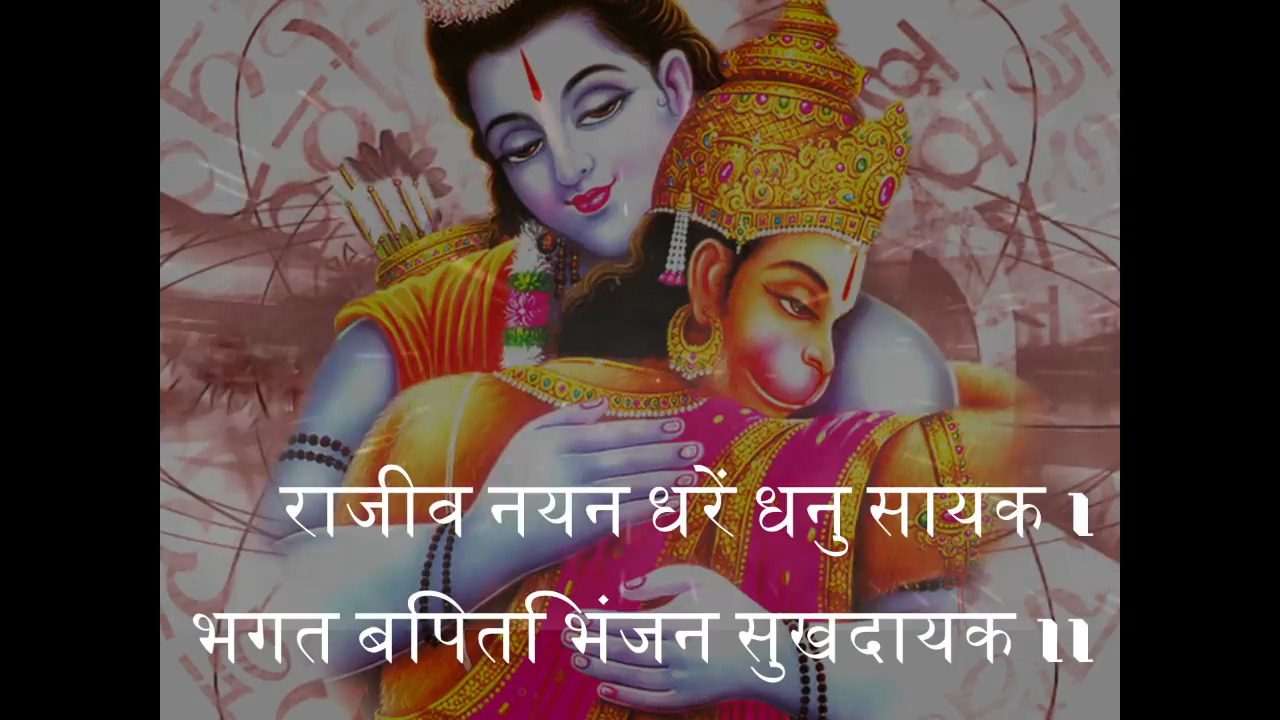 राजीव नयन धरें धनु सायक ।
भगत बपिति भिंजन सुखदायक ।।